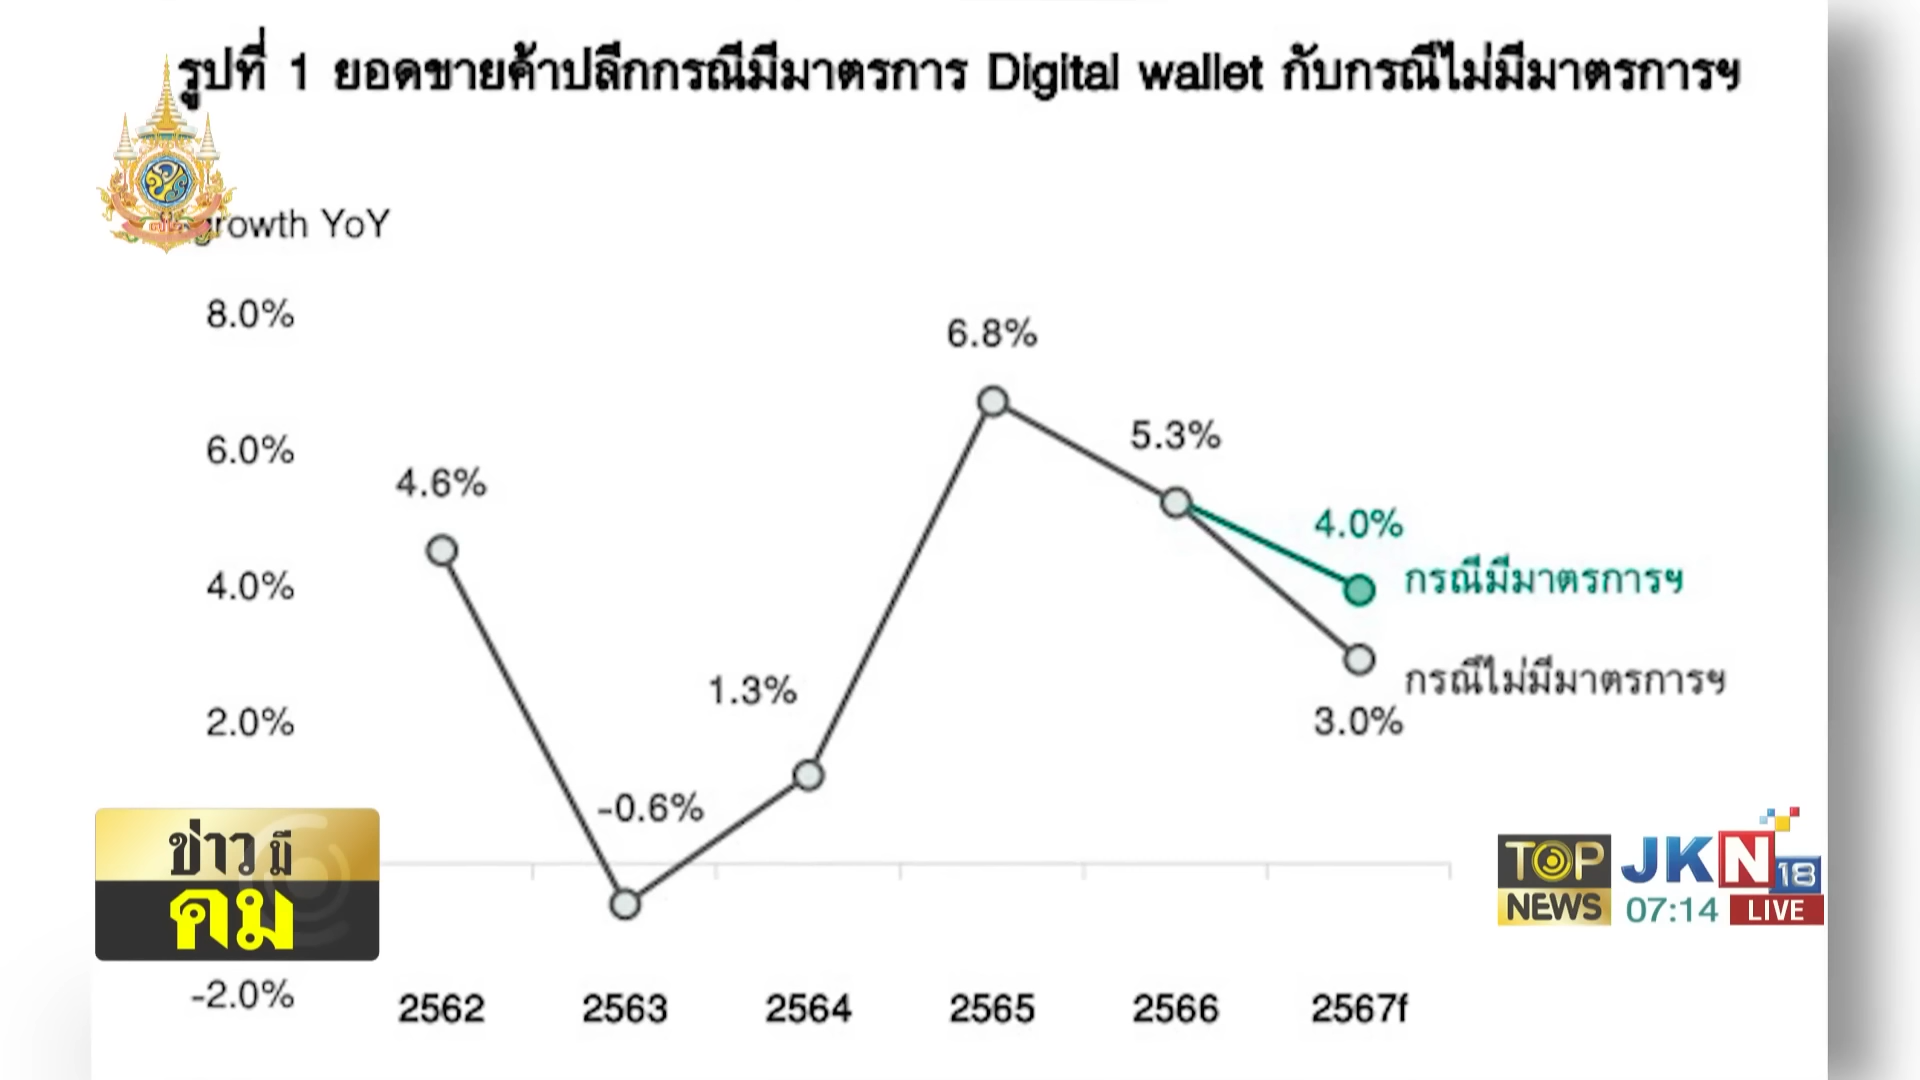 รูปที่ 1 ยอดขายค้าปลีกกรณีมีมาตรการ Digital wallet กับกรณีไม่มีมาตรการฯ
growth YoY
8.0%
6.0%
4.0%
2.0%
-2.0%
4.6%
-0.6%
1.3%
6.8%
5.3%
4.0%
กรณีมีมาตรการฯ
กรณีไม่มีมาตรการฯ
3.0%
2562 2563 2564 2565 2566 2567f
ข่าวมี
คม
TOP
NEWS
JKN18
07:14 LIVE